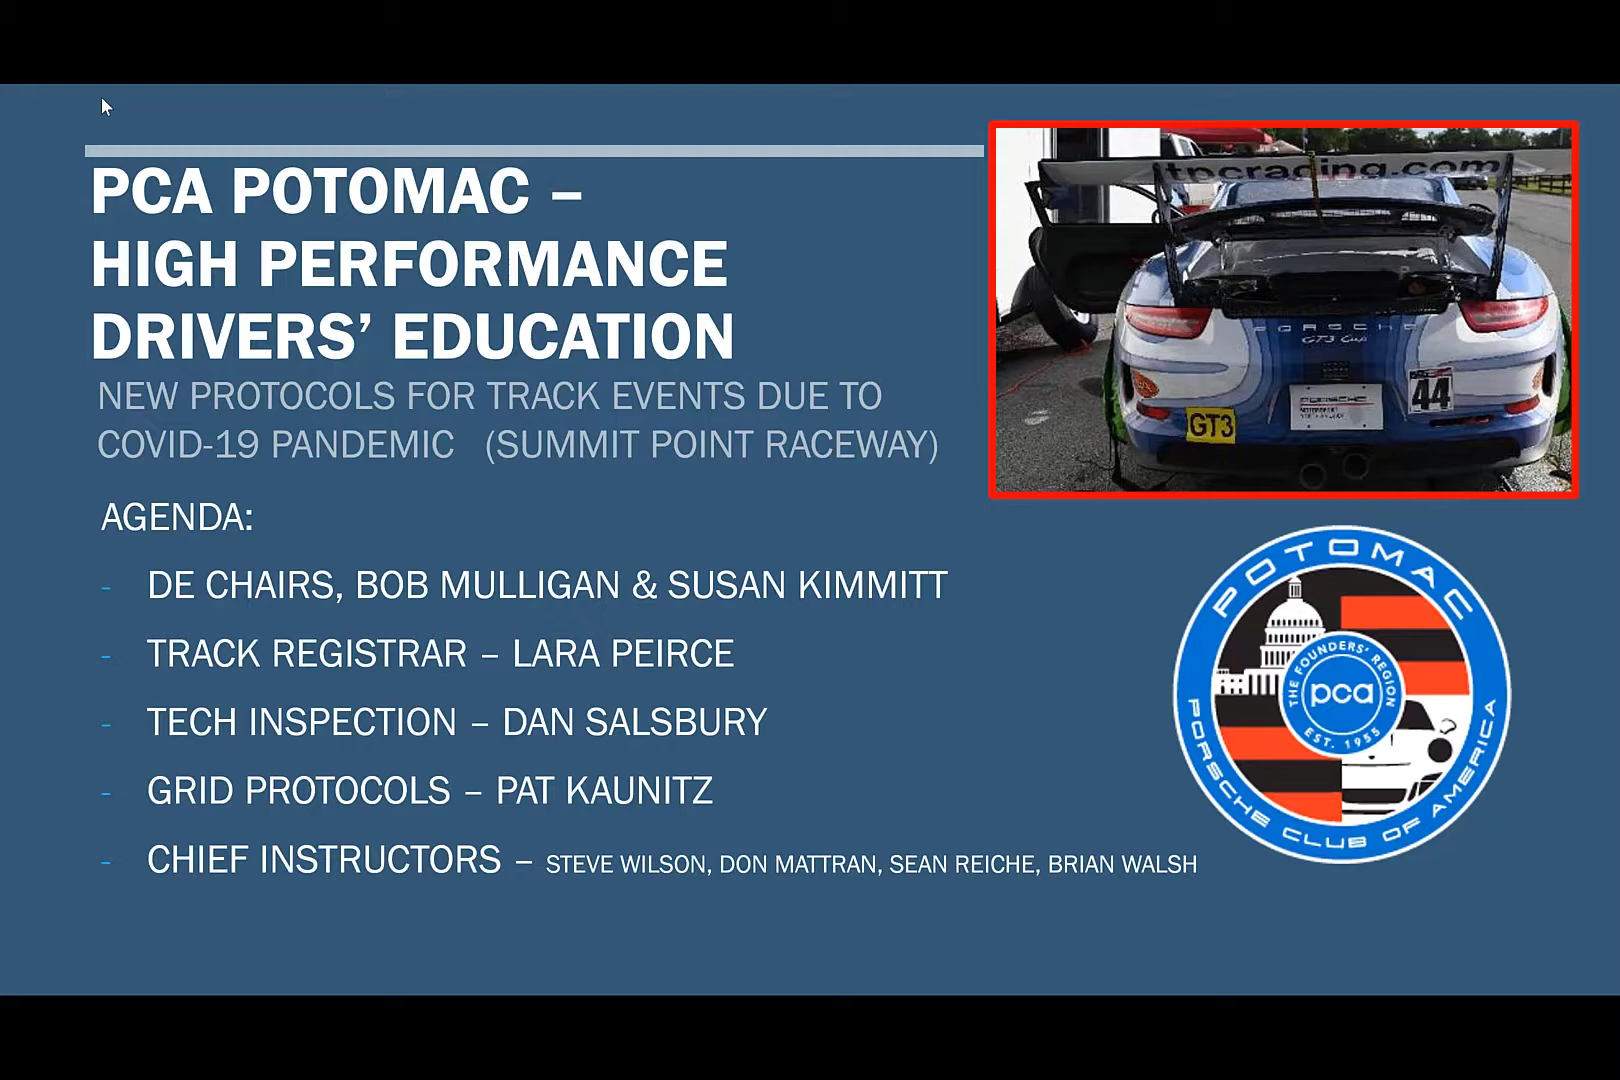 PCA POTOMAC –
HIGH PERFORMANCE
DRIVERS’ EDUCATION
NEW PROTOCOLS FOR TRACK EVENTS DUE TO
COVID-19 PANDEMIC (SUMMIT POINT RACEWAY)
AGENDA:
- DE CHAIRS, BOB MULLIGAN & SUSAN KIMMITT
- TRACK REGISTRAR – LARA PEIRCE
- TECH INSPECTION – DAN SALSBURY
- GRID PROTOCOLS – PAT KAUNITZ
- CHIEF INSTRUCTORS – STEVE WILSON, DON MATTRAN, SEAN REICHE, BRIAN WALSH
tpcracing.com
PORSCHE
GT3 Cup
PORSCHE
44
GT3
POTOMAC
THE FOUNDERS’ REGION
pca
EST. 1955
PORSCHE CLUB OF AMERICA